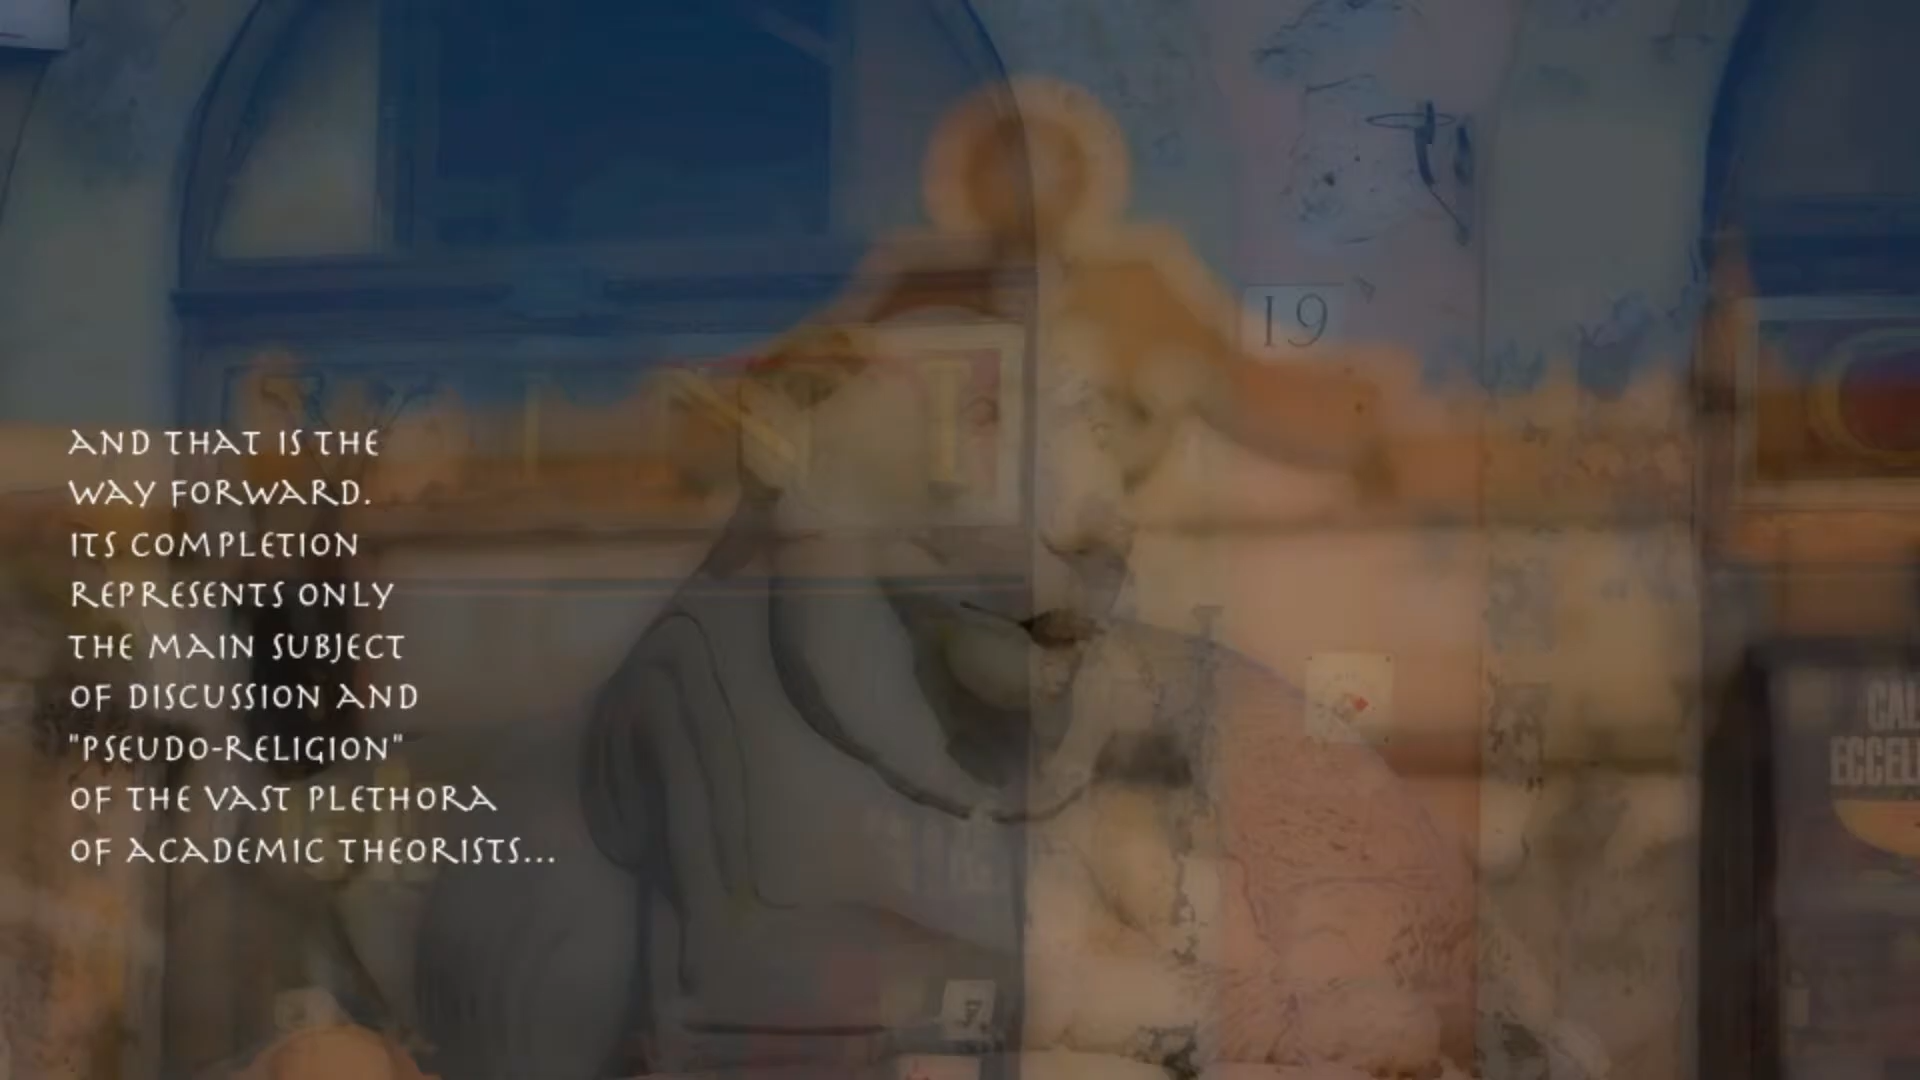 AND THAT IS THE
WAY FORWARD.
ITS COMPLETION
REPRESENTS ONLY
THE MAIN SUBJECT
OF DISCUSSION AND
"PSEUDO-RELIGION"
OF THE VAST PLETHORA
OF ACADEMIC THEORISTS...
19